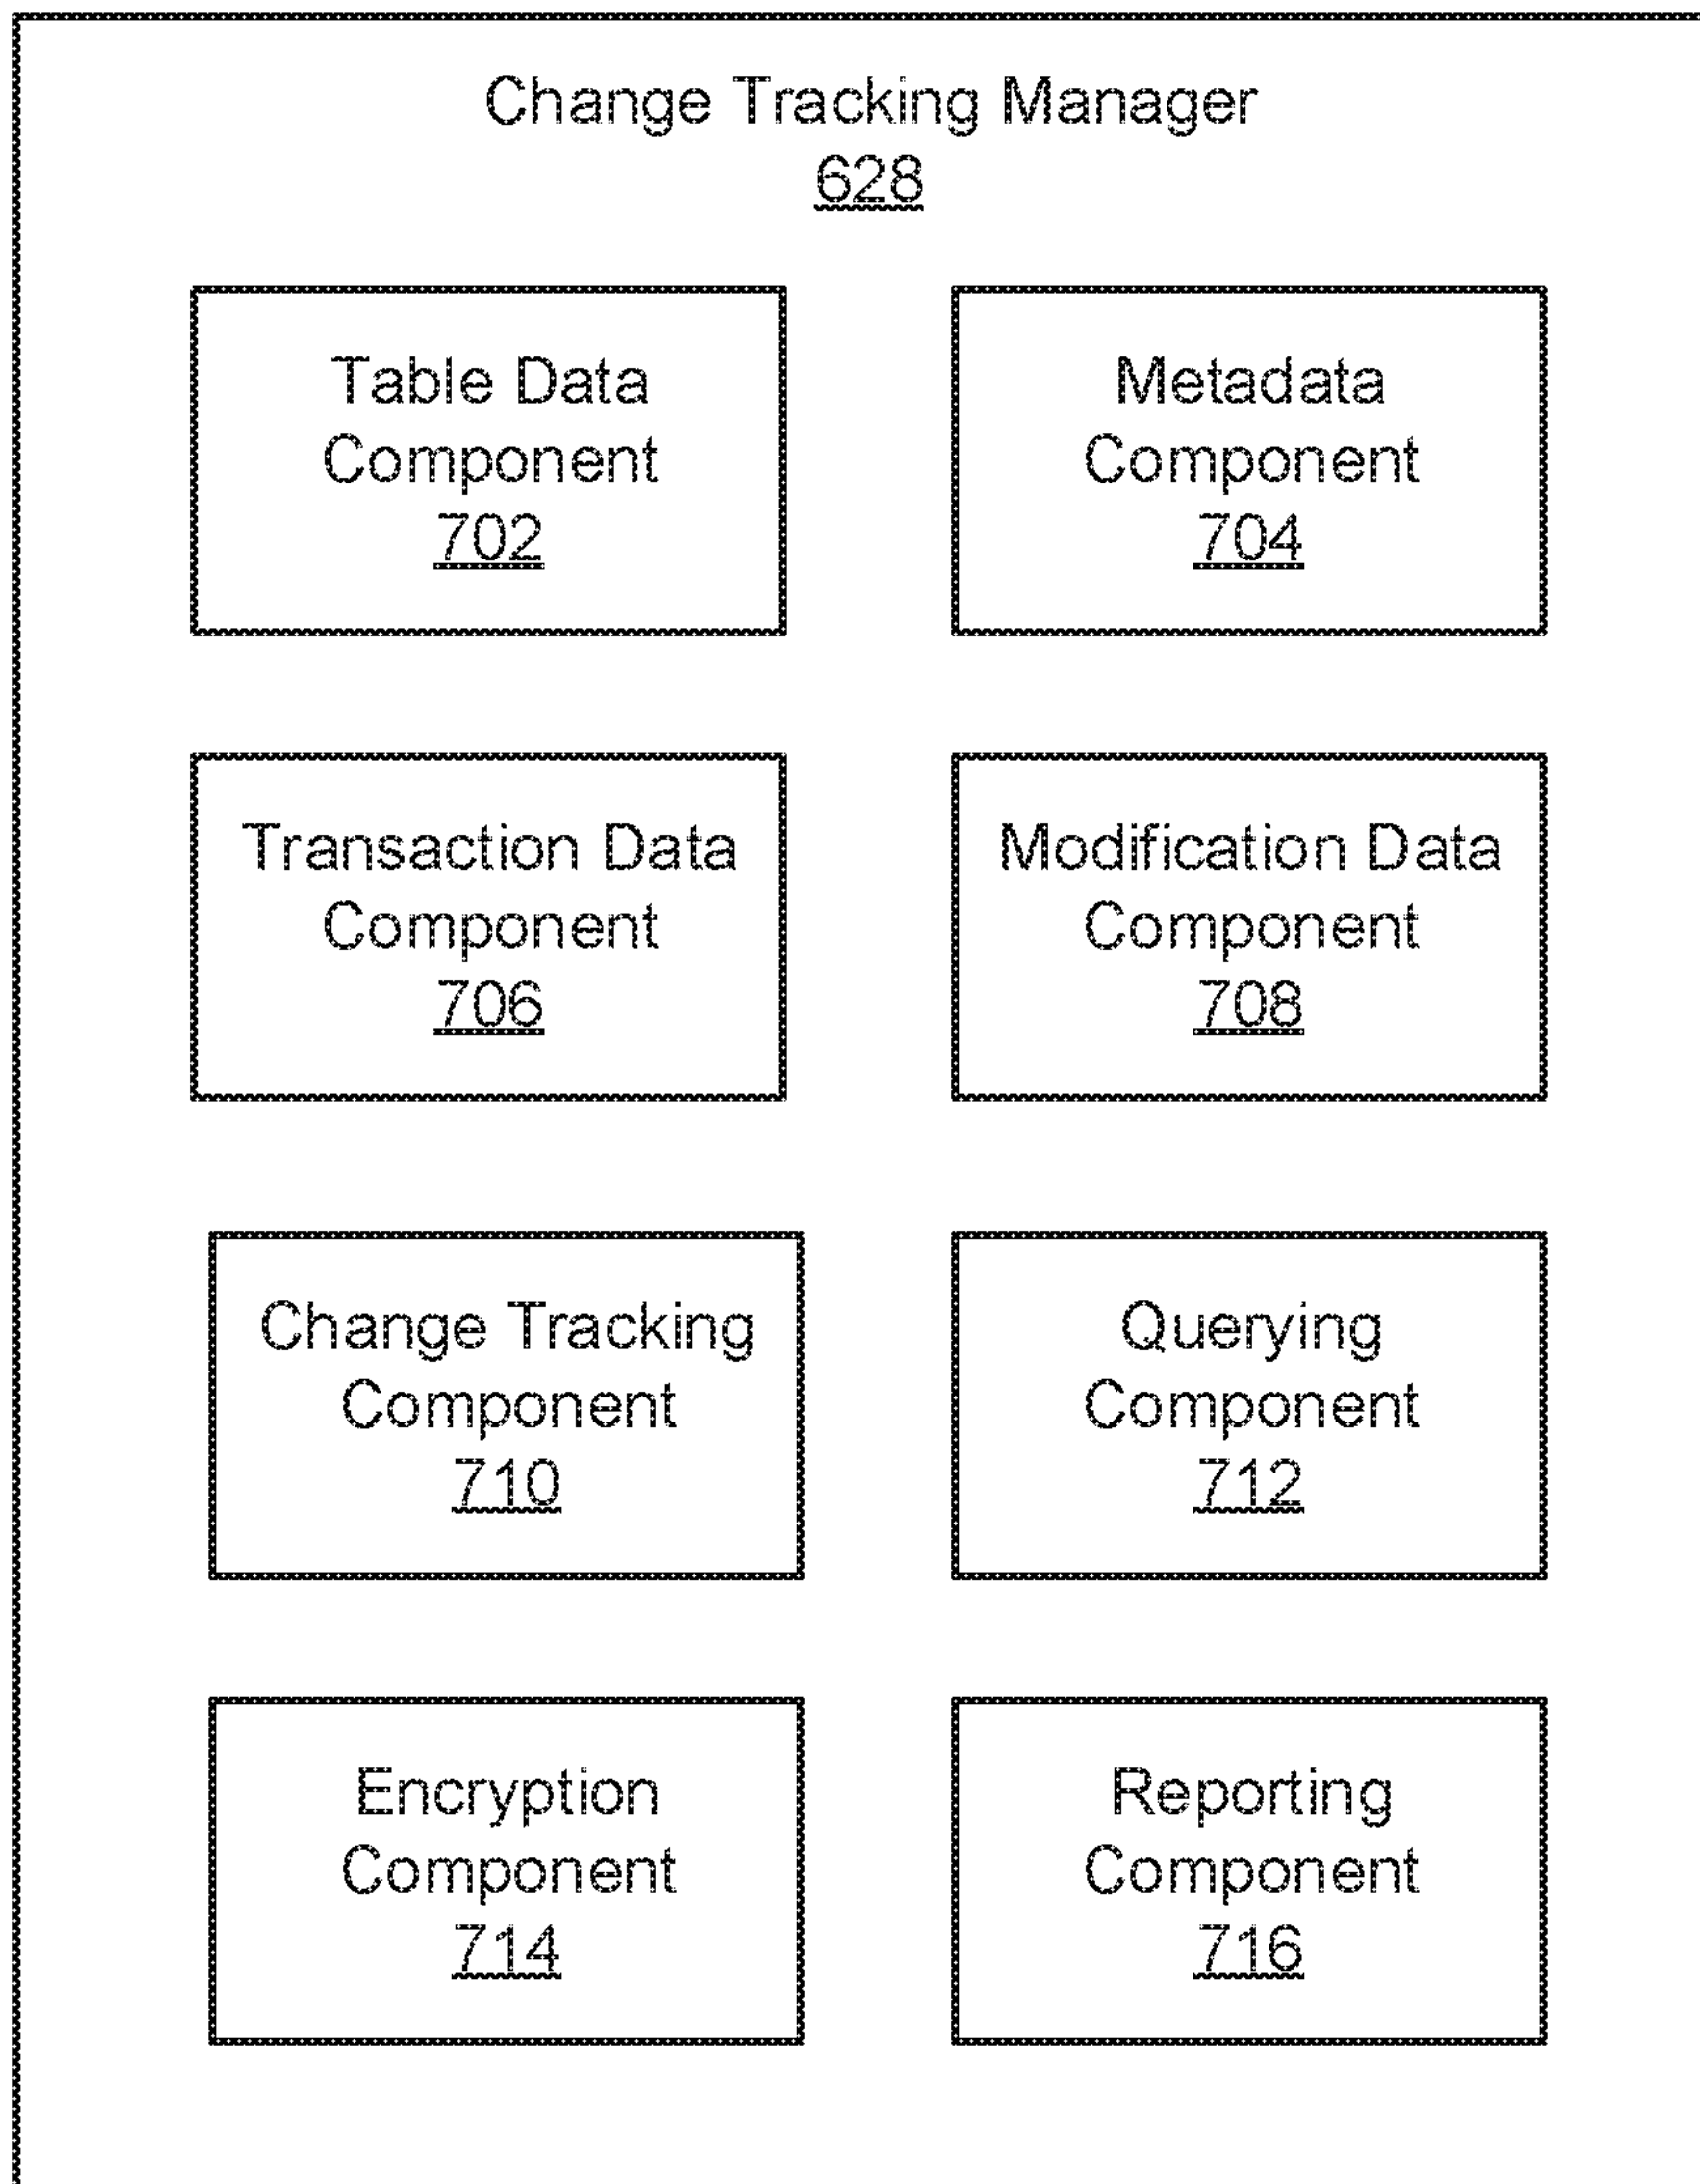 Change Tracking Manager
628
Table Data
Component
702
Metadata
Component
704
Transaction Data
Component
706
Modification Data
Component
708
Change Tracking
Component
710
Querying
Component
712
Encryption
Component
714
Reporting
Component
716